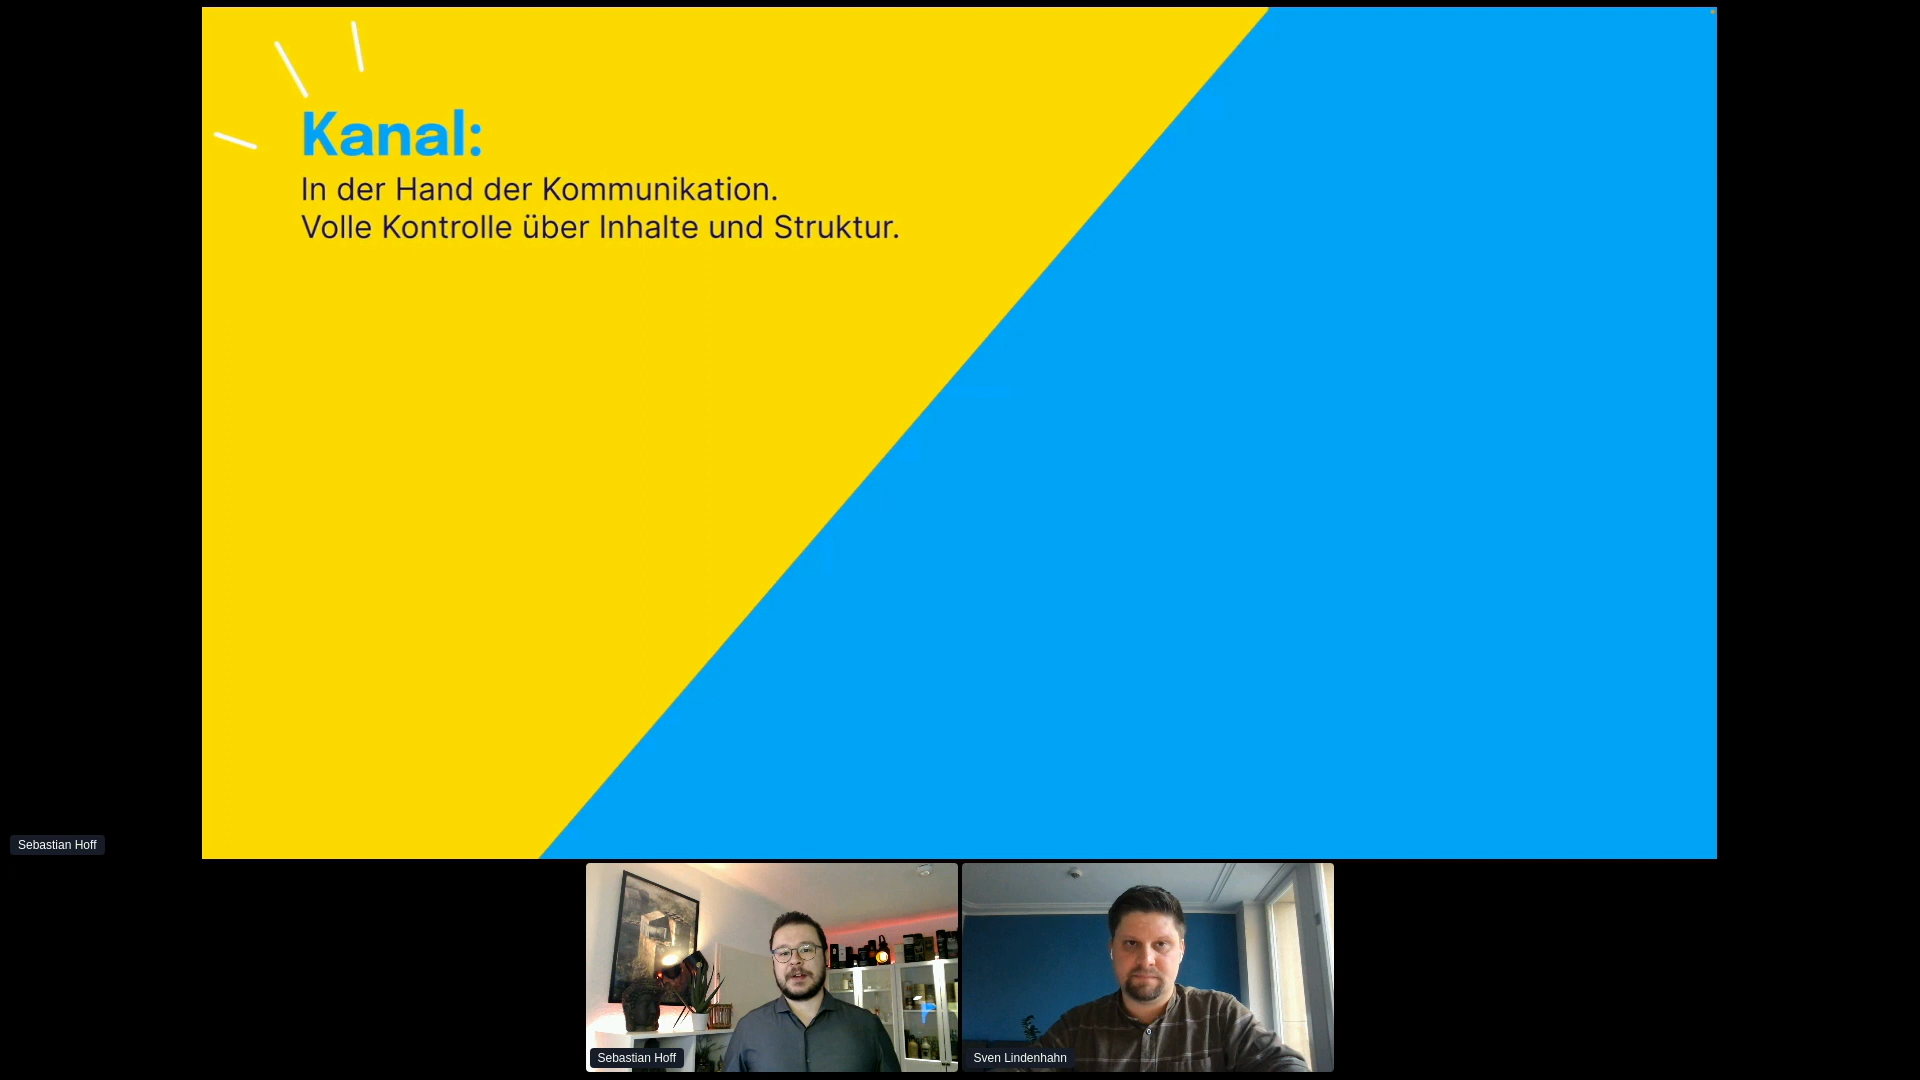 Kanal:
In der Hand der Kommunikation.
Volle Kontrolle über Inhalte und Struktur.
Sebastian Hoff
Sebastian Hoff
Sven Lindenhahn